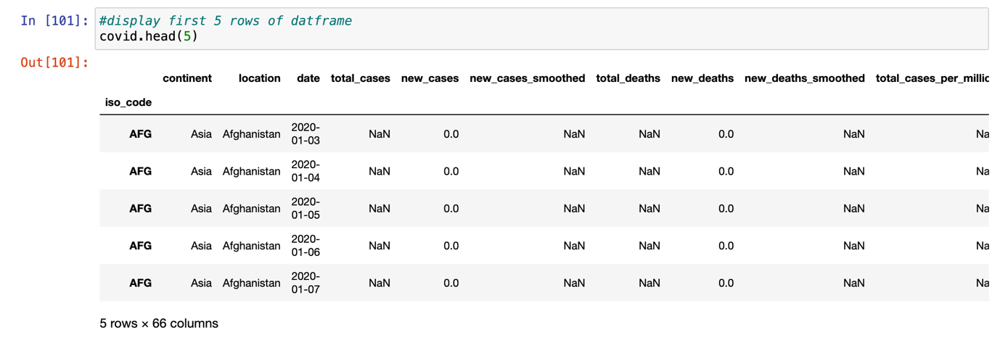 In [101]: #display first 5 rows of datframe
covid.head(5)
Out[101]:
continent location date total_cases new_cases new_cases_smoothed total_deaths new_deaths new_deaths_smoothed total_cases_per_millic
iso_code
AFG Asia Afghanistan 2020-01-03 NaN 0.0 NaN NaN 0.0 NaN Na
AFG Asia Afghanistan 2020-01-04 NaN 0.0 NaN NaN 0.0 NaN Na
AFG Asia Afghanistan 2020-01-05 NaN 0.0 NaN NaN 0.0 NaN Na
AFG Asia Afghanistan 2020-01-06 NaN 0.0 NaN NaN 0.0 NaN Na
AFG Asia Afghanistan 2020-01-07 NaN 0.0 NaN NaN 0.0 NaN Na
5 rows × 66 columns